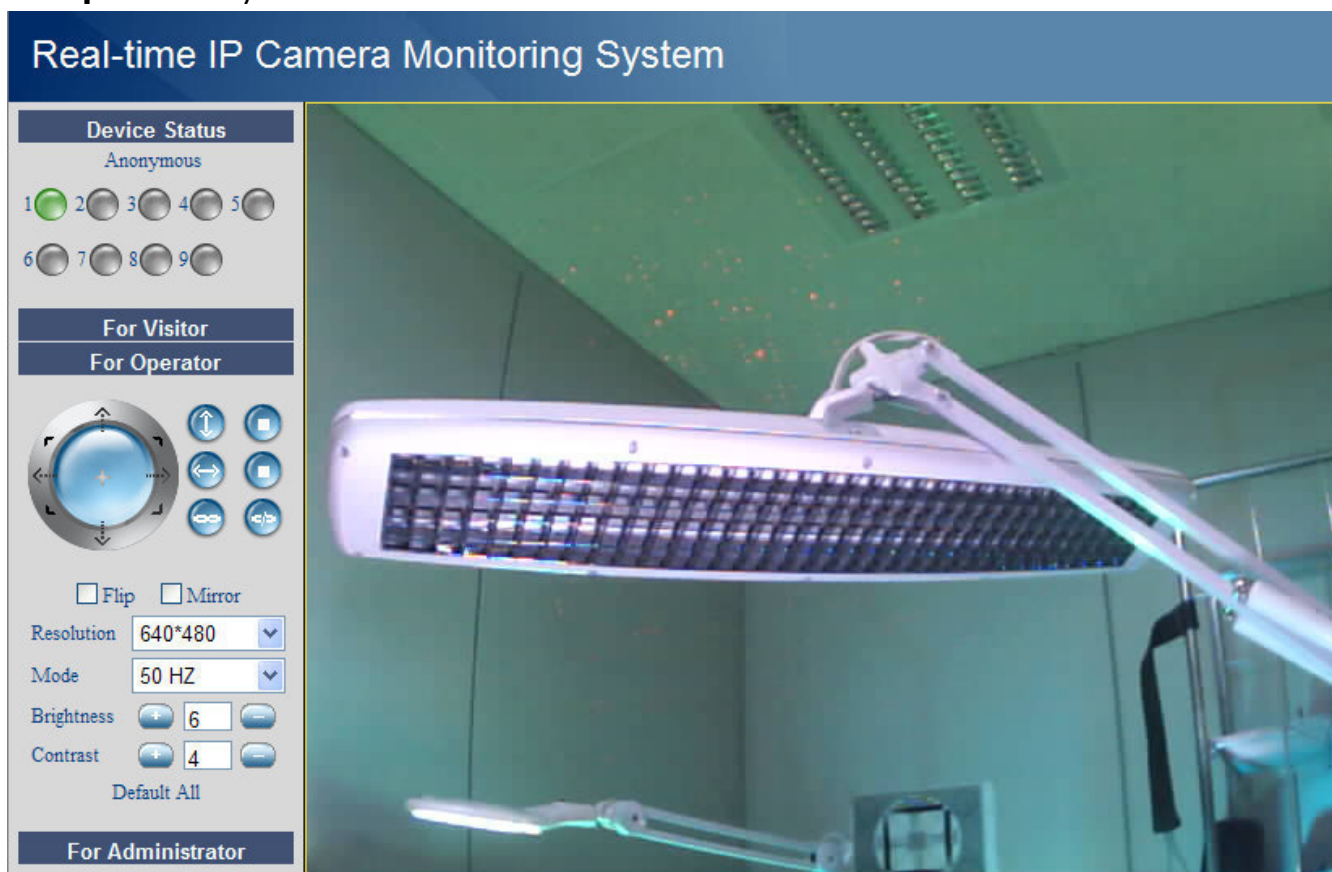 Real-time IP Camera Monitoring System
Device Status
Anonymous
1 2 3 4 5
6 7 8 9
For Visitor
For Operator
Flip Mirror
Resolution 640*480
Mode 50 HZ
Brightness + 6 -
Contrast + 4 -
Default All
For Administrator